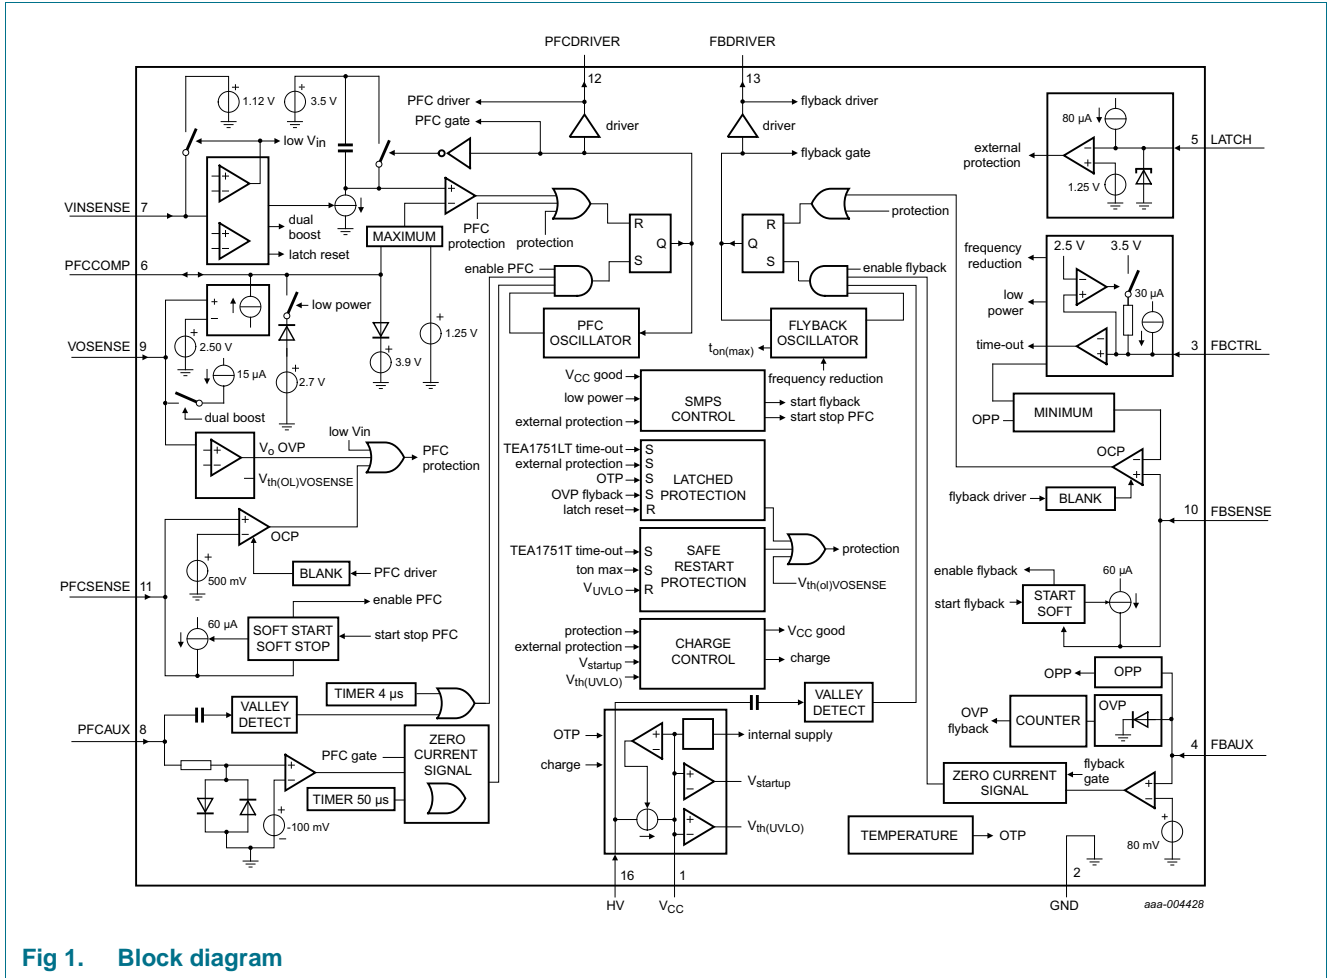 PFCDRIVER
FBDRIVER
12
13
1.12 V
3.5 V
PFC driver
PFC gate
driver
flyback driver
driver
flyback gate
80 μA
5 LATCH
external
protection
1.25 V
low Vin
VINSENSE 7
dual
boost
latch reset
MAXIMUM
PFC
protection
protection
R
Q
S
R
Q
S
protection
PFCCOMP 6
enable PFC
enable flyback
frequency
reduction
2.5 V
3.5 V
low
power
30 μA
time-out
3 FBCTRL
low power
1.25 V
3.9 V
PFC
OSCILLATOR
FLYBACK
OSCILLATOR
ton(max)
frequency reduction
VOSENSE 9
2.50 V
15 μA
2.7 V
dual boost
VCC good
low power
external protection
SMPS
CONTROL
start flyback
start stop PFC
OPP
MINIMUM
low Vin
Vo OVP
Vth(OL)VOSENSE
PFC
protection
TEA1751LT time-out
external protection
OTP
OVP flyback
latch reset
S
S
S
S
R
LATCHED
PROTECTION
OCP
flyback driver
BLANK
10 FBSENSE
OCP
500 mV
BLANK
PFC driver
PFCSENSE 11
enable PFC
TEA1751T time-out
ton max
VUVLO
S
S
R
SAFE
RESTART
PROTECTION
protection
Vth(ol)VOSENSE
enable flyback
start flyback
START
SOFT
60 μA
60 μA
SOFT START
SOFT STOP
start stop PFC
protection
external protection
Vstartup
Vth(UVLO)
CHARGE
CONTROL
VCC good
charge
OPP
OPP
OVP
flyback
COUNTER
OVP
TIMER 4 μs
VALLEY
DETECT
VALLEY
DETECT
PFCAUX 8
4 FBAUX
PFC gate
ZERO
CURRENT
SIGNAL
TIMER 50 μs
-100 mV
OTP
charge
internal supply
Vstartup
Vth(UVLO)
ZERO CURRENT
SIGNAL
flyback
gate
80 mV
TEMPERATURE
OTP
16
1
2
HV
VCC
GND
aaa-004428
Fig 1. Block diagram